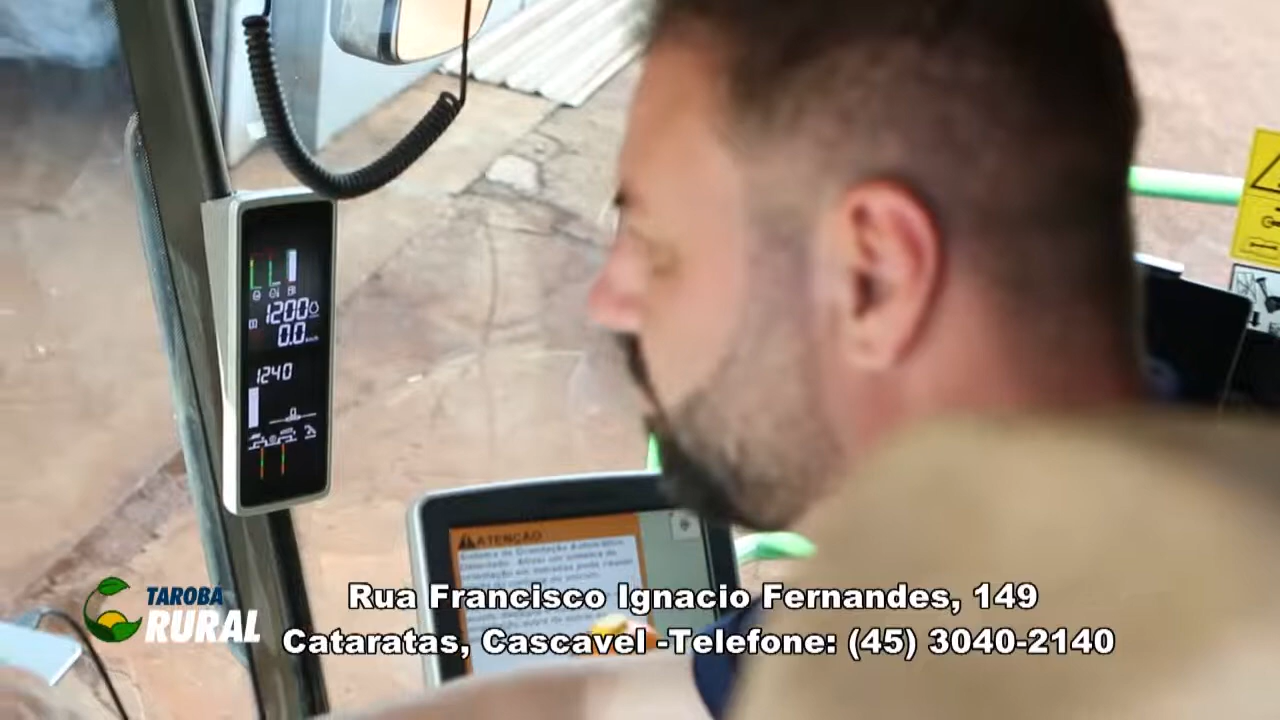 1200
0.0
1240
ATENÇÃO
TAROBA
RURAL
Rua Francisco Ignacio Fernandes, 149
Cataratas, Cascavel -Telefone: (45) 3040-2140